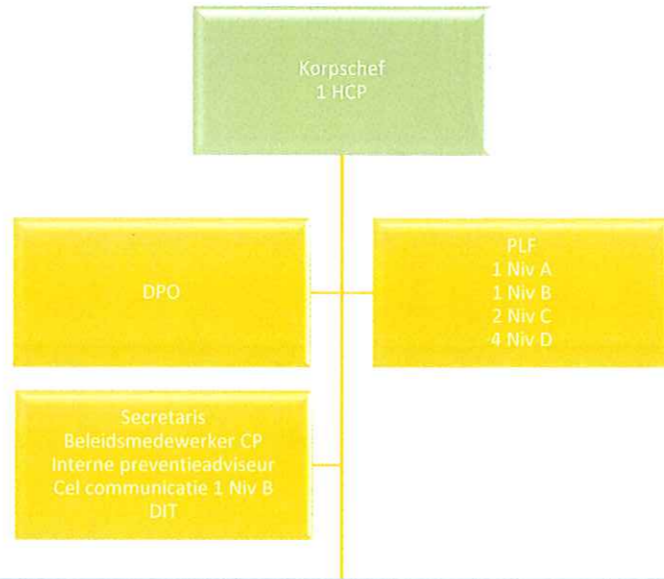 Korpschef
1 HCP
DPO
PLF
1 Niv A
1 Niv B
2 Niv C
4 Niv D
Secretaris
Beleidsmedewerker CP
Interne preventieadviseur
Cel communicatie 1 Niv B
DIT